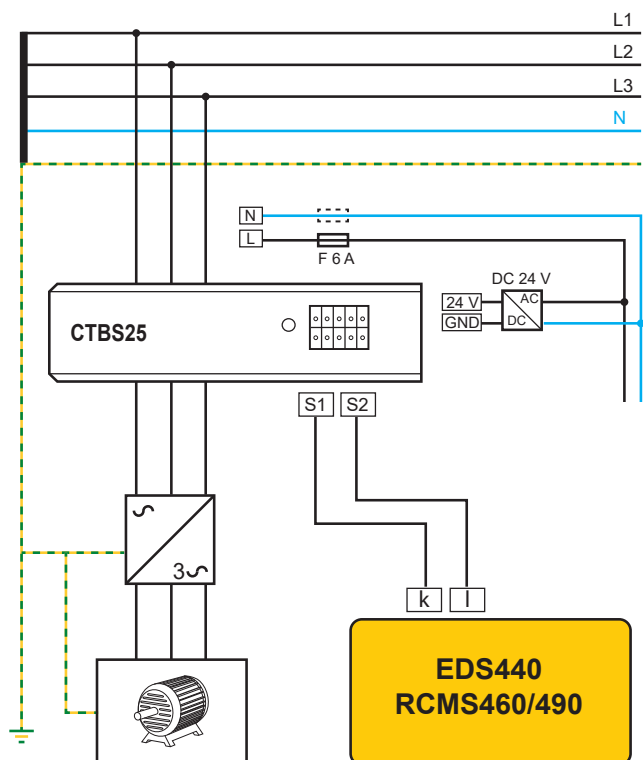 L1
L2
L3
N
N
L
F 6 A
DC 24 V
24 V
AC
GND
DC
CTBS25
S1 S2
3
k l
EDS440
RCMS460/490